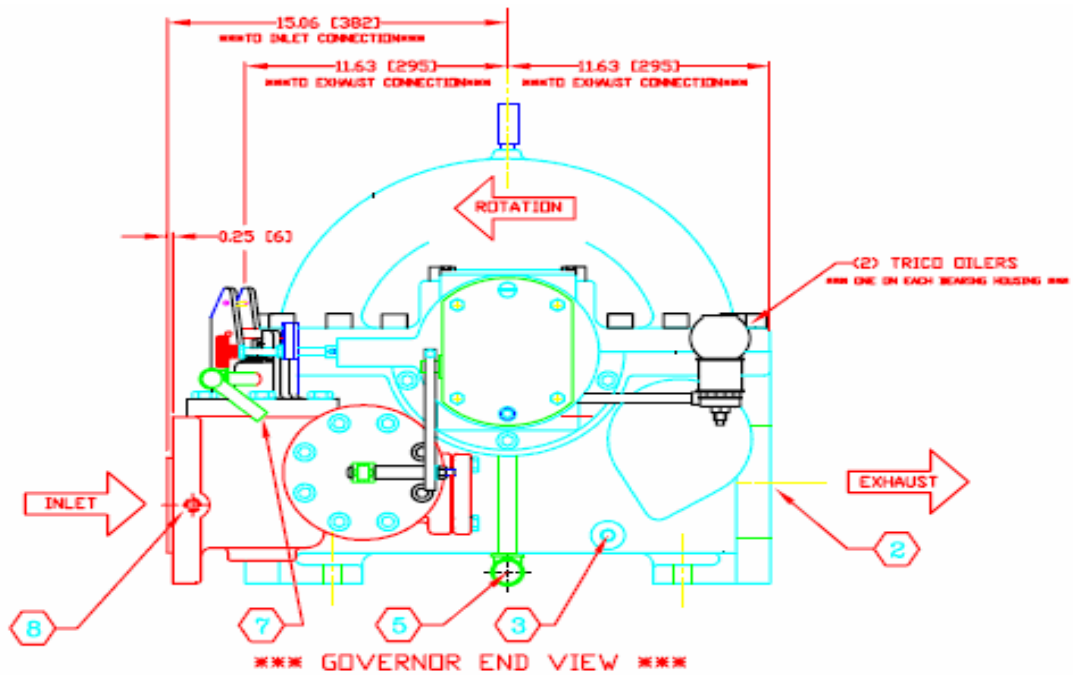 15.06 [382]
***TO INLET CONNECTION***
11.63 [295]
***TO EXHAUST CONNECTION***
11.63 [295]
***TO EXHAUST CONNECTION***
ROTATION
0.25 [6]
(2) TRICO OILERS
*** ONE ON EACH BEARING HOUSING ***
INLET
EXHAUST
2
8
7
5
3
*** GOVERNOR END VIEW ***